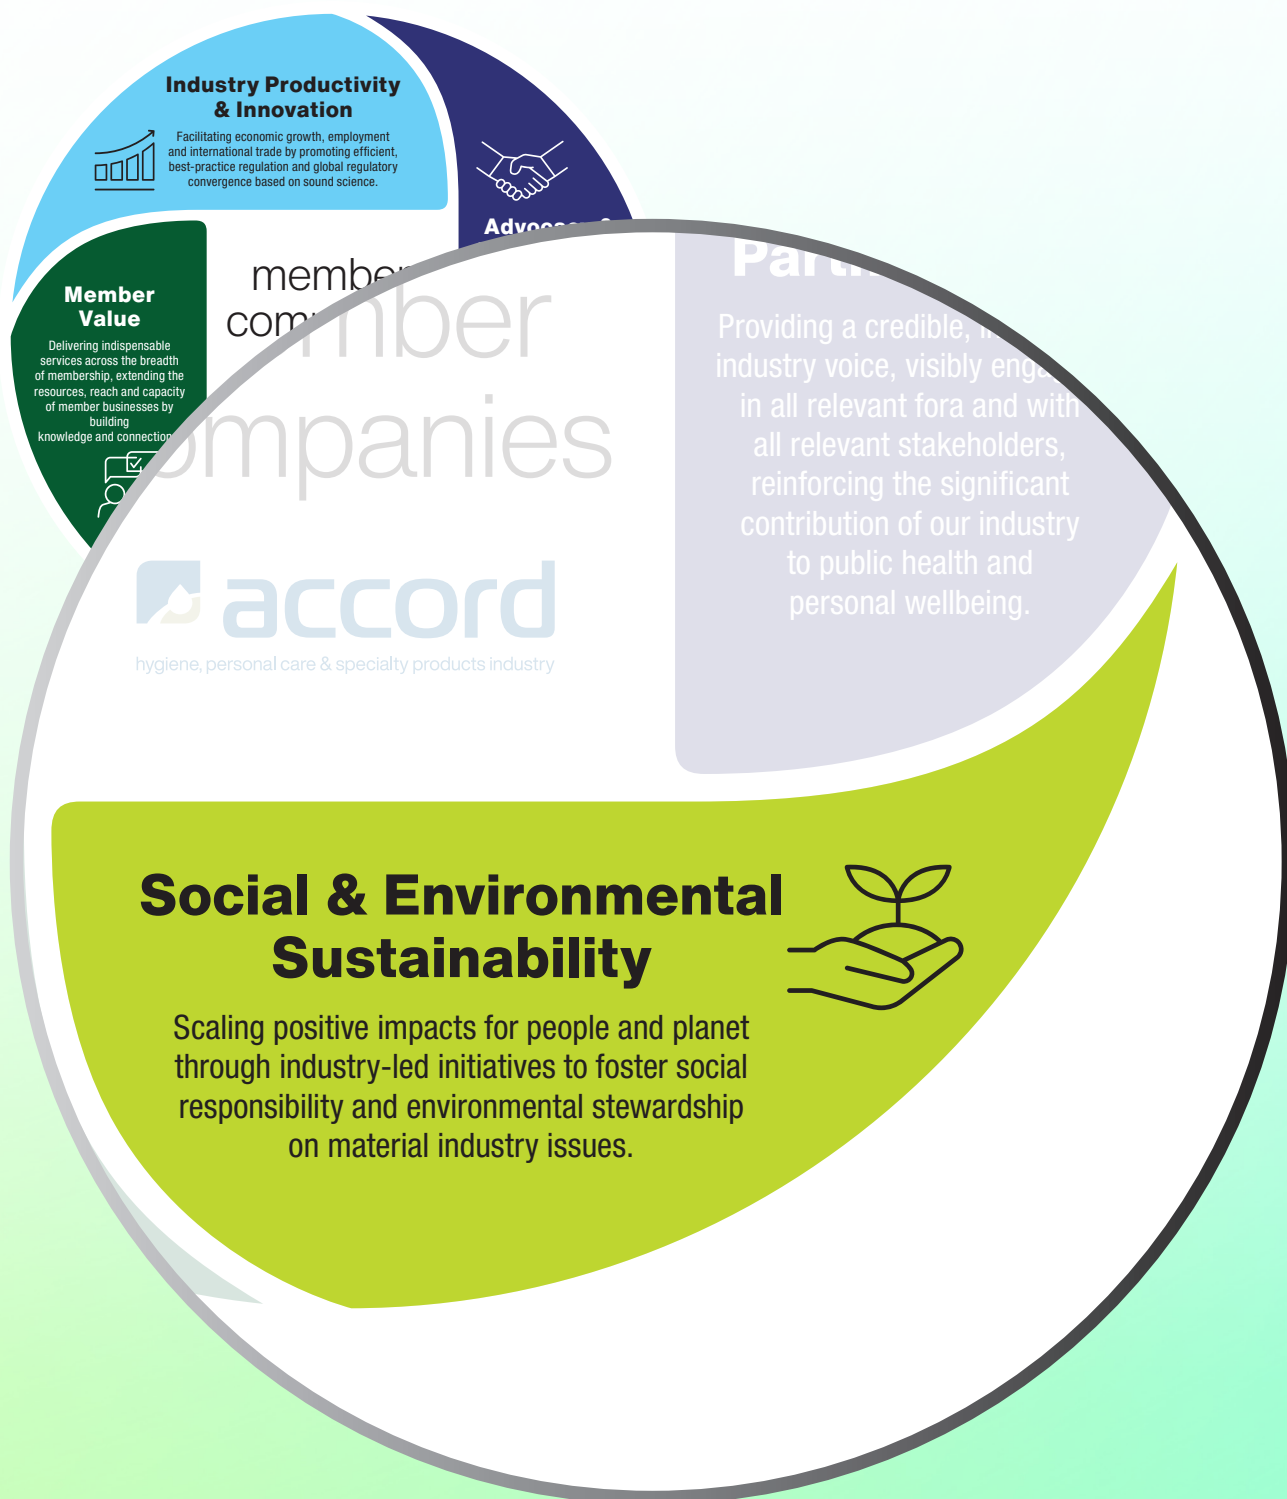 Industry Productivity
& Innovation
Facilitating economic growth, employment
and international trade by promoting efficient,
best-practice regulation and global regulatory
convergence based on sound science.
Member
Value
Delivering indispensable
services across the breadth
of membership, extending the
resources, reach and capacity
of member businesses by
building
knowledge and connection
member
mber
ompanies
accord
hygiene, personal care & specialty products industry
Providing a credible,
industry voice, visibly
in all relevant fora and with
all relevant stakeholders,
reinforcing the significant
contribution of our industry
to public health and
personal wellbeing.
Social & Environmental
Sustainability
Scaling positive impacts for people and planet
through industry-led initiatives to foster social
responsibility and environmental stewardship
on material industry issues.